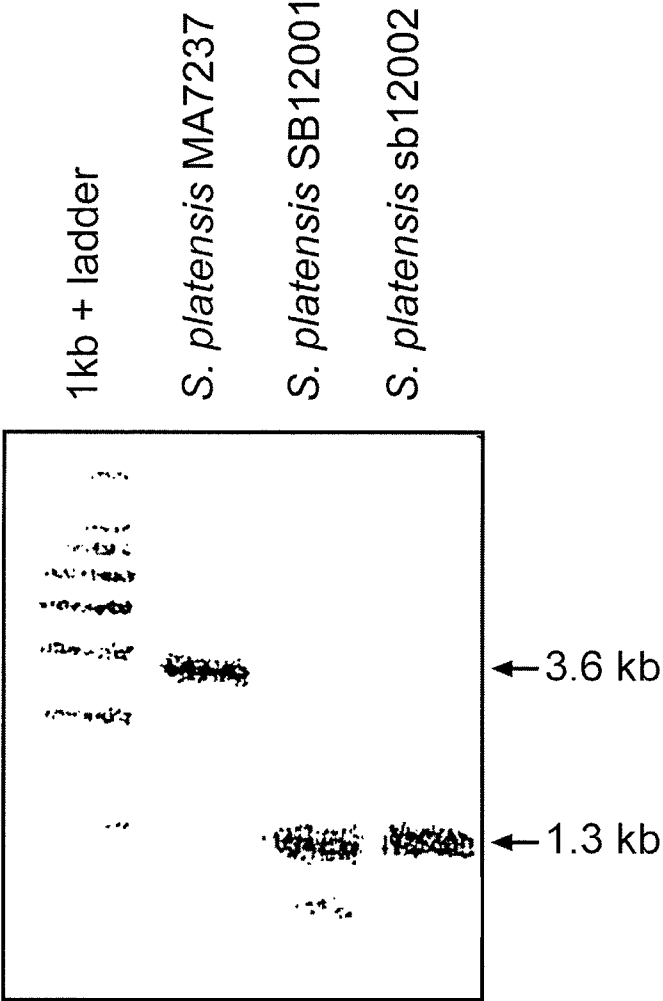 1kb + ladder
S. platensis MA7237
S. platensis SB12001
S. platensis sb12002
3.6 kb
1.3 kb